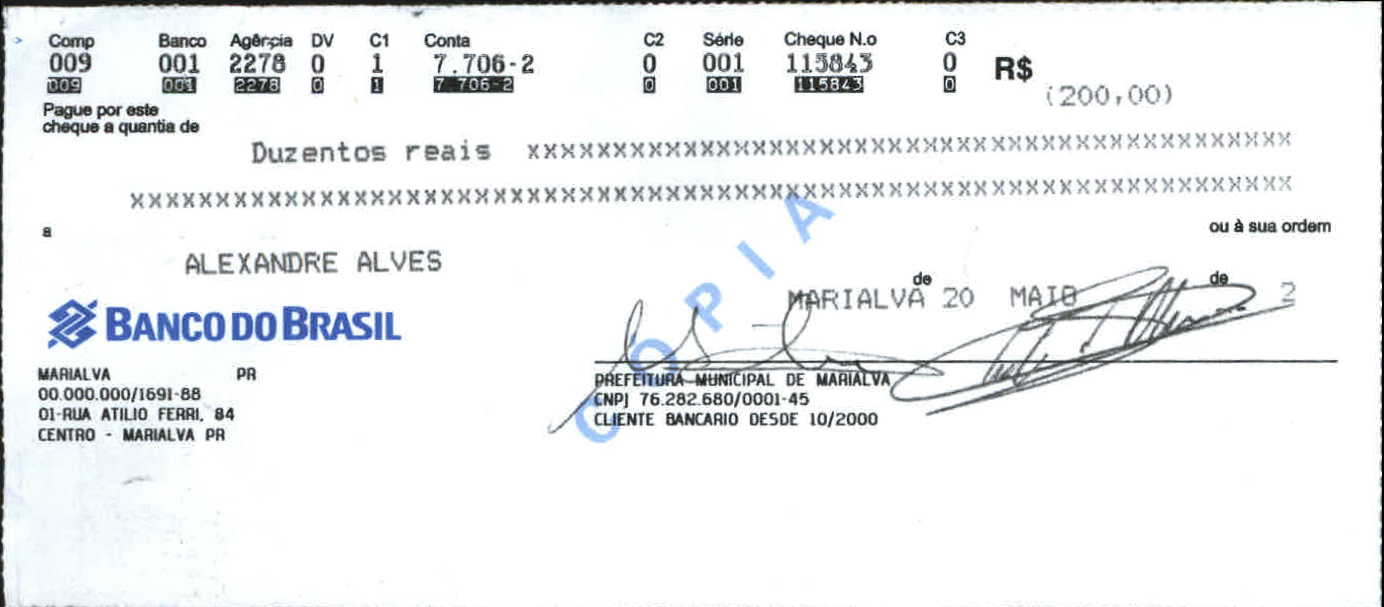 Comp Banco Agência DV C1 Conta C2 Série Cheque N.o C3
009 001 2278 0 1 7.706-2 0 001 115843 0 R$
009 001 2278 0 1 7.706-2 0 001 115843 0
(200,00)
Pague por este
cheque a quantia de
Duzentos reais XXXXXXXXXXXXXXXXXXXXXXXXXXXXXXXXXXXXXXXXXXXXX
XXXXXXXXXXXXXXXXXXXXXXXXXXXXXXXXXXXXXXXXXXXXXXXXXXXXXXXXXXXXXXXXXXXX
a ou à sua ordem
ALEXANDRE ALVES
MARIALVA de 20 MAIO de 2
COPIA
BANCO DO BRASIL
MARIALVA PR
00.000.000/1691-88
01-RUA ATILIO FERRI, 84
CENTRO - MARIALVA PR
PREFEITURA MUNICIPAL DE MARIALVA
CNPJ 76.282.680/0001-45
CLIENTE BANCARIO DESDE 10/2000